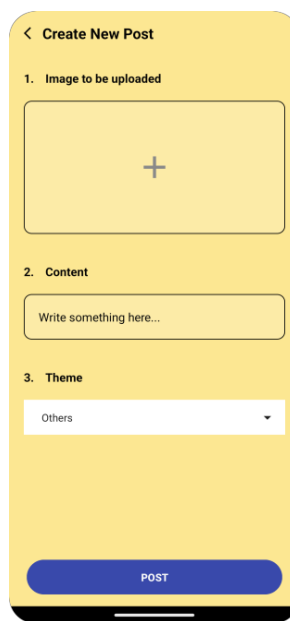 Create New Post
1. Image to be uploaded
2. Content
Write something here...
3. Theme
Others
POST